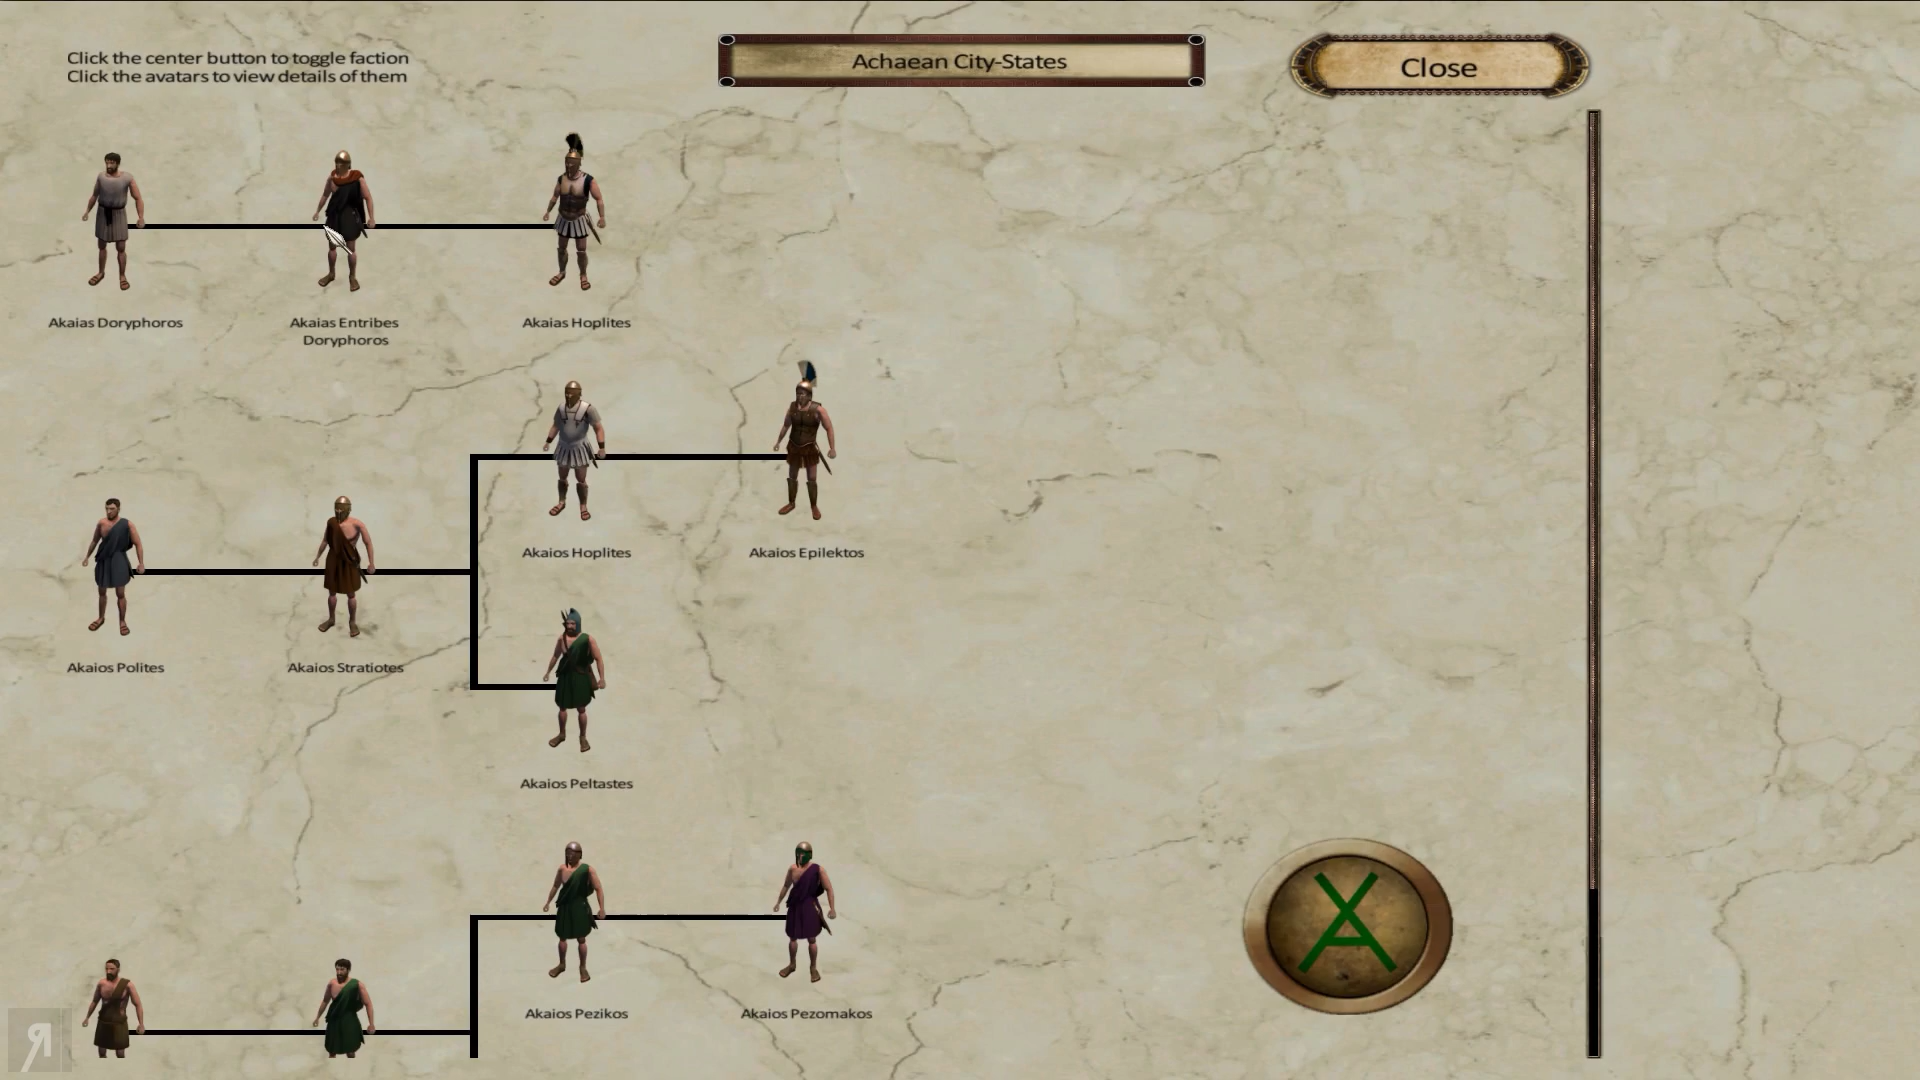 Click the center button to toggle faction
Click the avatars to view details of them
Achaean City-States
Close
Akaias Doryphoros
Akaias Entribes
Doryphoros
Akaias Hoplites
Akaios Hoplites
Akaios Epilektos
Akaios Polites
Akaios Stratiotes
Akaios Peltastes
Akaios Pezikos
Akaios Pezomakos